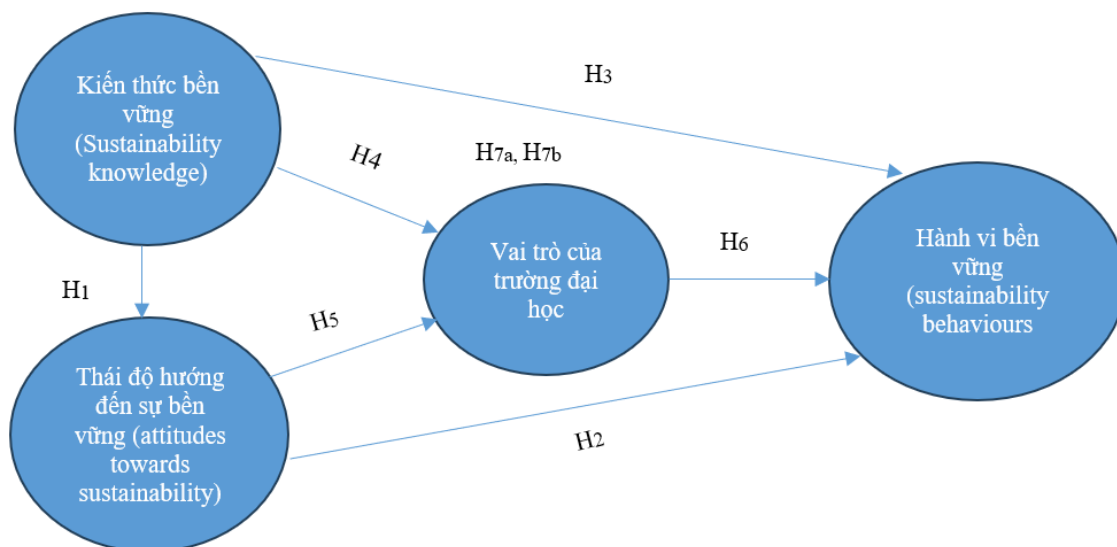 Kiến thức bền
vững
(Sustainability
knowledge)
H3
H4
H7a, H7b
Vai trò của
trường đại
học
H6
Hành vi bền
vững
(sustainability
behaviours
H1
H5
Thái độ hướng
đến sự bền
vững (attitudes
towards
sustainability)
H2